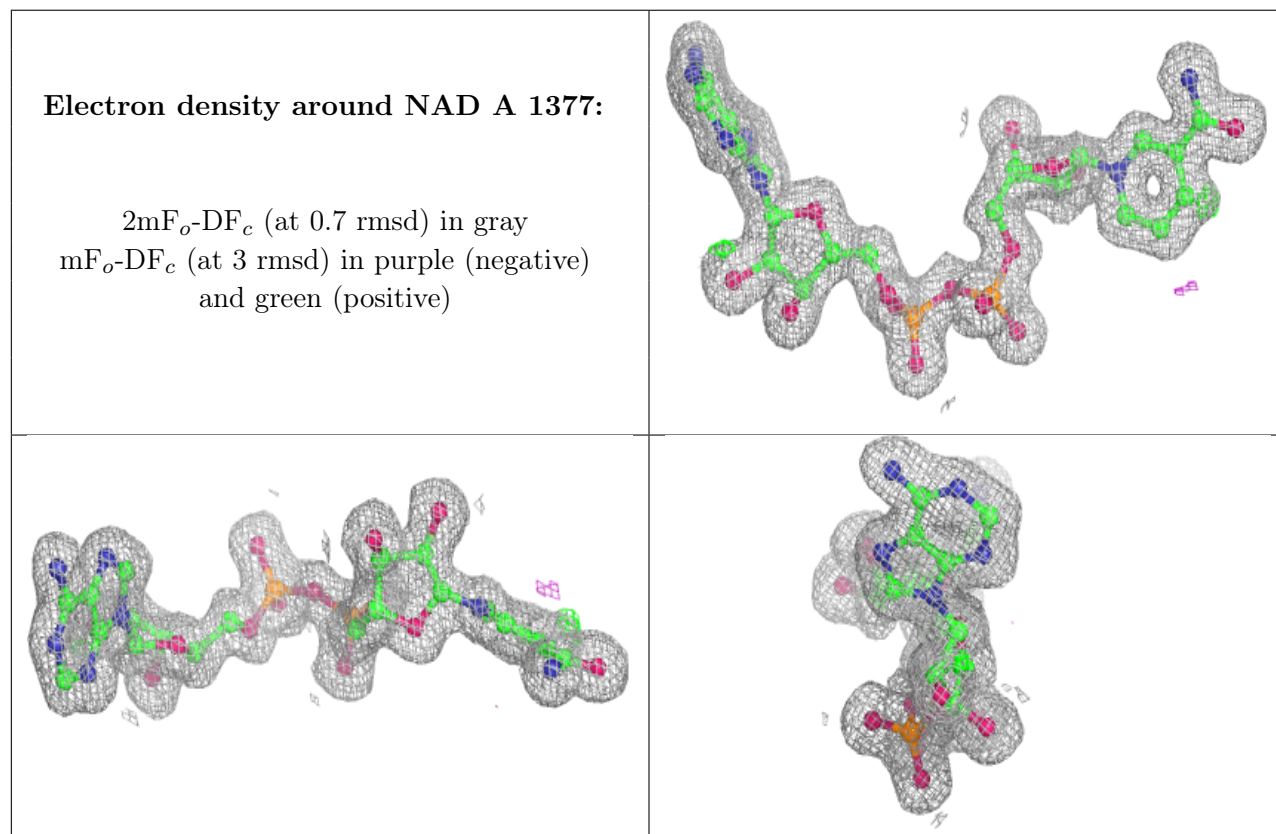 Electron density around NAD A 1377:
2mFo-DFc (at 0.7 rmsd) in gray
mFo-DFc (at 3 rmsd) in purple (negative)
and green (positive)